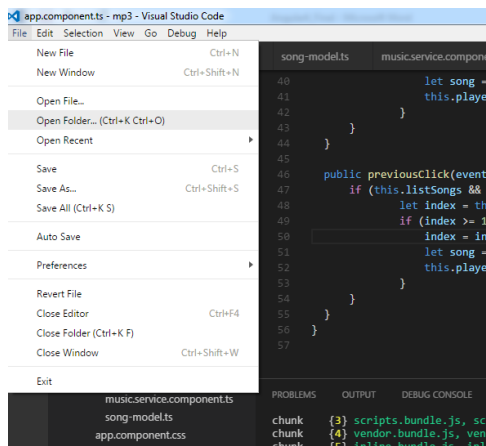 app.component.ts - mp3 - Visual Studio Code
File Edit Selection View Go Debug Help
New File Ctrl+N
New Window Ctrl+Shift+N
Open File...
Open Folder... (Ctrl+K Ctrl+O)
Open Recent
Save Ctrl+S
Save As... Ctrl+Shift+S
Save All (Ctrl+K S)
Auto Save
Preferences
Revert File
Close Editor Ctrl+F4
Close Folder (Ctrl+K F)
Close Window Ctrl+Shift+W
Exit
music.service.component.ts
song-model.ts
app.component.css
song-model.ts music.service.compone
40 let song =
41 this.playe
42 }
43 }
44 }
45
46 public previousClick(event
47 if (this.listSongs &&
48 let index = th
49 if (index >= 1
50 index = in
51 let song =
52 this.playe
53 }
54 }
55 }
56 }
57
PROBLEMS OUTPUT DEBUG CONSOLE
chunk {3} scripts.bundle.js, sc
chunk {4} vendor.bundle.js, ven